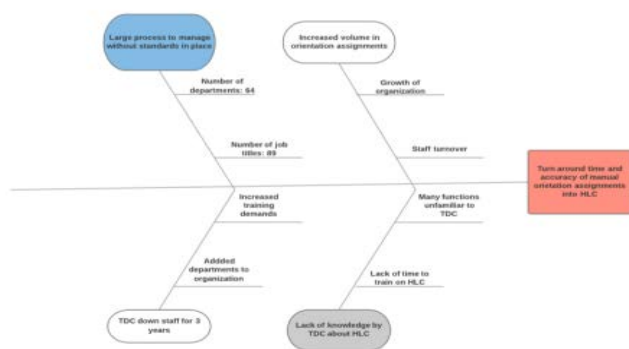 Large process to manage
without standards in place
Increased volume in
orientation assignments
Number of
departments: 64
Growth of
organization
Number of job
titles: 89
Staff turnover
Turn around time and
accuracy of manual
orietation assignments
into HLC
Increased
training
demands
Many functions
unfamiliar to
TDC
Addded
departments to
organization
Lack of time to
train on HLC
TDC down staff for 3
years
Lack of knowledge by
TDC about HLC